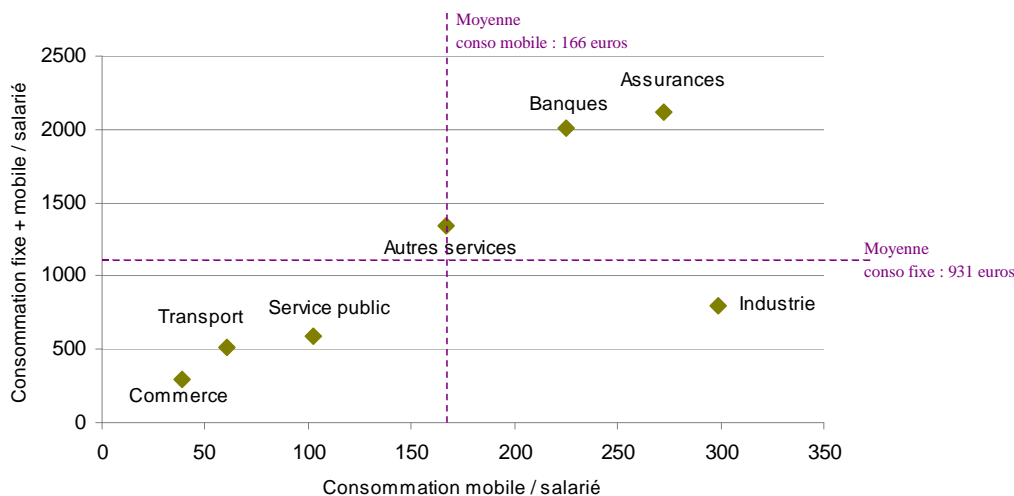 Moyenne
conso mobile : 166 euros
Consommation fixe + mobile / salarié
2500
2000
1500
1000
500
0
Assurances
Banques
Autres services
Moyenne
conso fixe : 931 euros
Service public
Transport
Industrie
Commerce
0 50 100 150 200 250 300 350
Consommation mobile / salarié